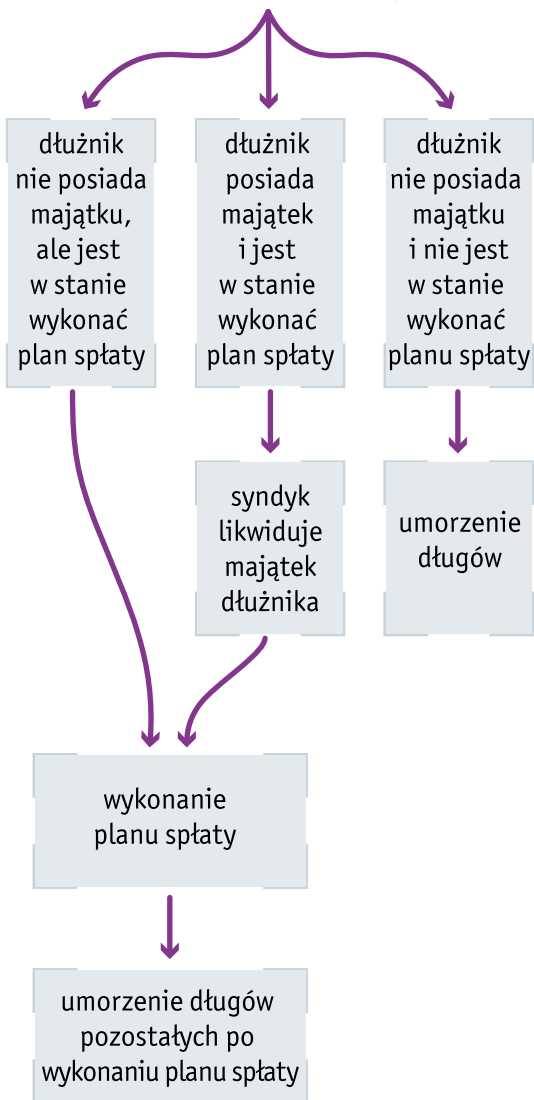 dłużnik
nie posiada
majątku,
ale jest
w stanie
wykonać
plan spłaty
dłużnik
posiada
majątek
i jest
w stanie
wykonać
plan spłaty
dłużnik
nie posiada
majątku
i nie jest
w stanie
wykonać
planu spłaty
syndyk
likwiduje
majątek
dłużnika
umorzenie
długów
wykonanie
planu spłaty
umorzenie długów
pozostałych po
wykonaniu planu spłaty